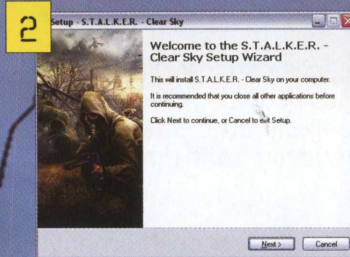 2
Setup - S.T.A.L.K.E.R. - Clear Sky
Welcome to the S.T.A.L.K.E.R. -
Clear Sky Setup Wizard
This will install S.T.A.L.K.E.R. - Clear Sky on your computer.
It is recommended that you close all other applications before
continuing.
Click Next to continue, or Cancel to exit Setup.
Next >
Cancel